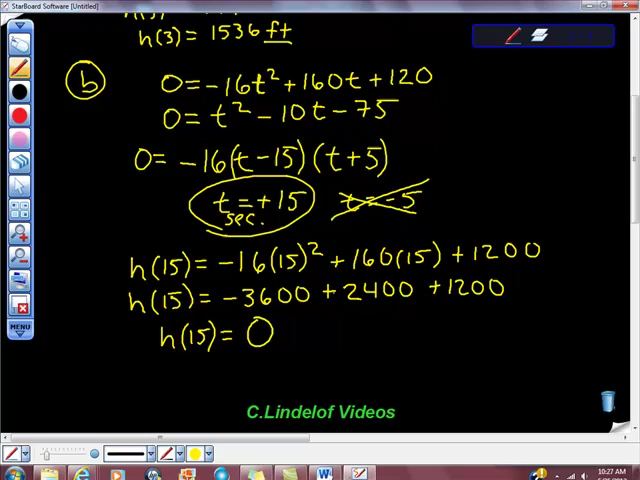 StarBoard Software [Untitled]
h(3) = 1536 ft
b
0 = -16t² + 160t + 120
0 = t² - 10t - 75
0 = -16(t-15)(t+5)
t = +15 t = -5
sec.
h(15) = -16(15)² + 160(15) + 1200
h(15) = -3600 + 2400 + 1200
h(15) = 0
MENU
C.Lindelof Videos
10:27 AM